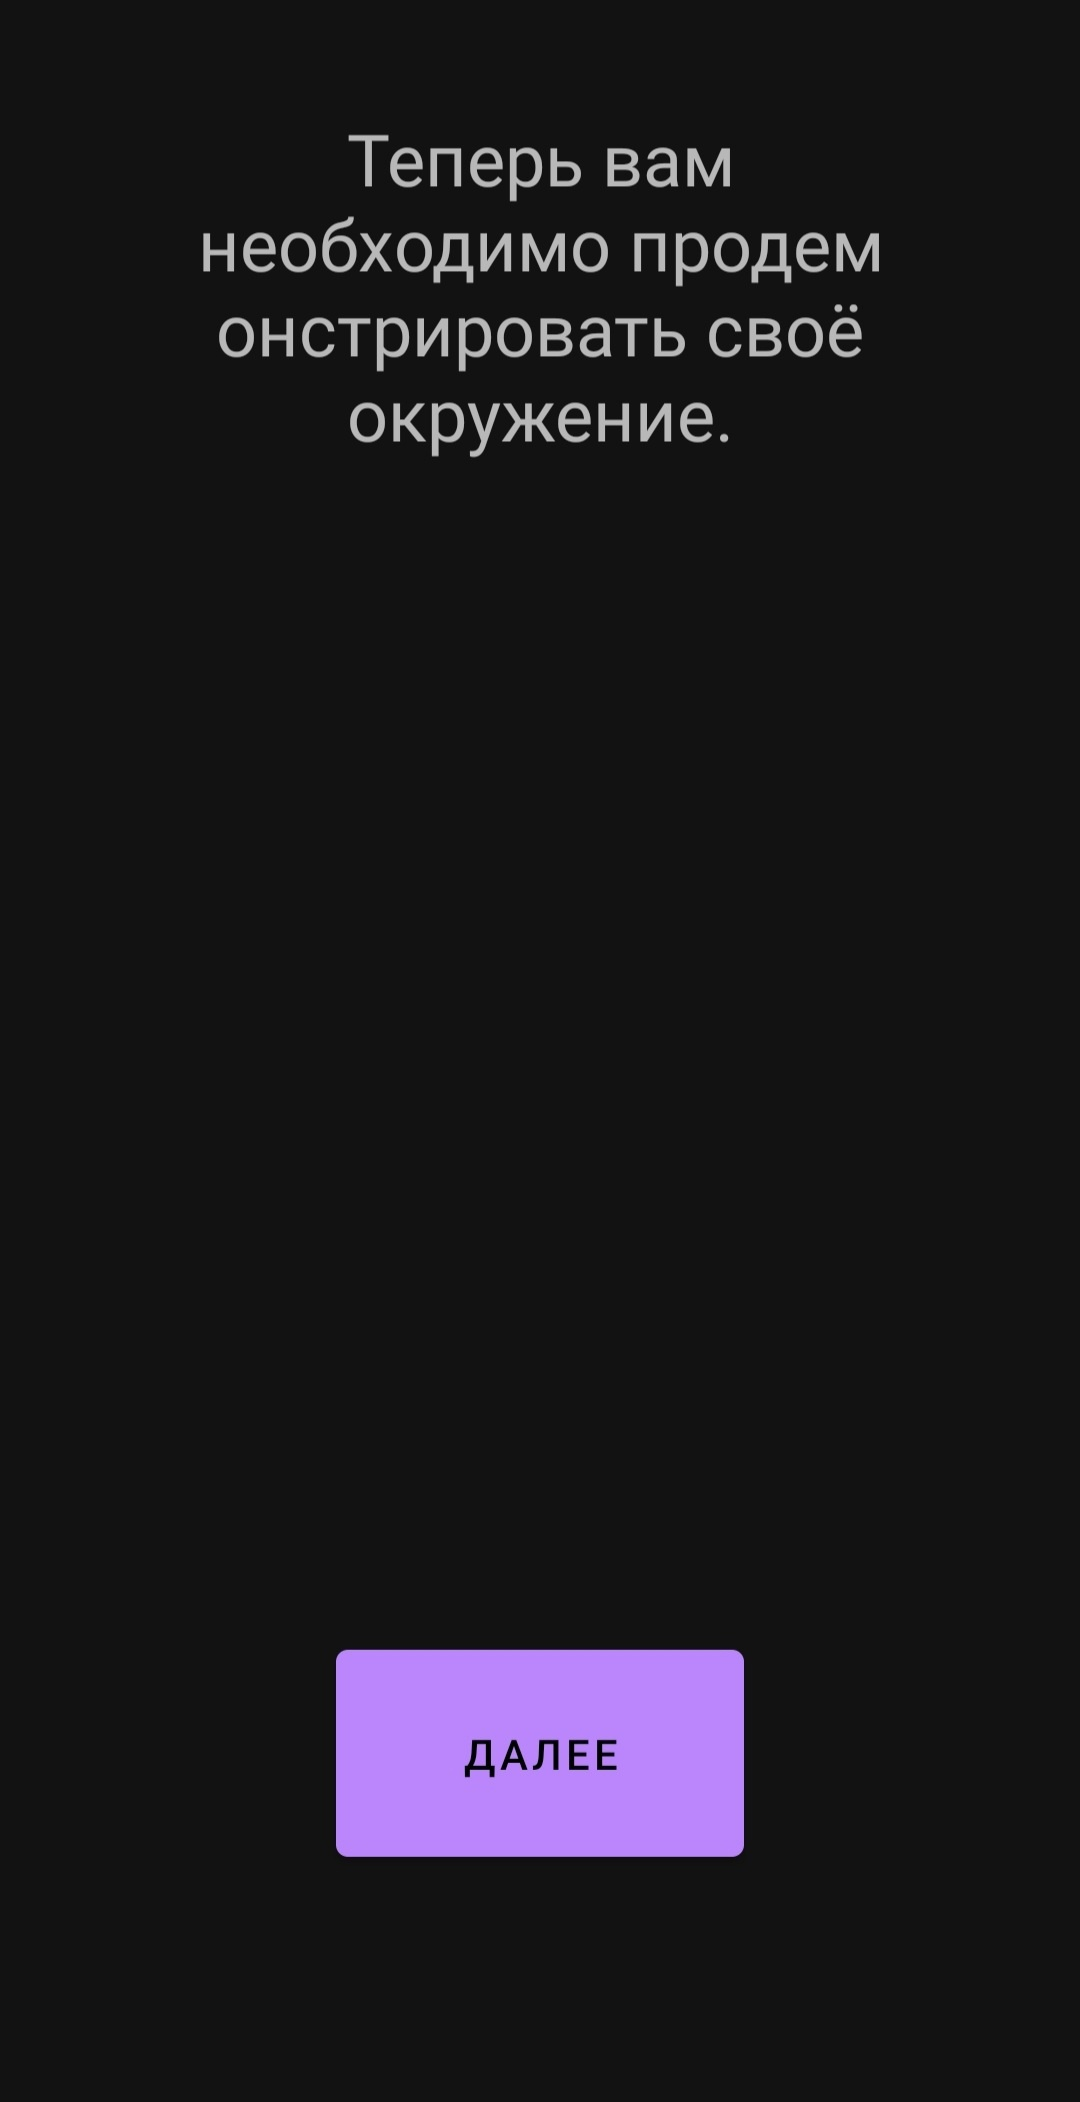 Теперь вам
необходимо продем
онстрировать своё
окружение.
ДАЛЕЕ